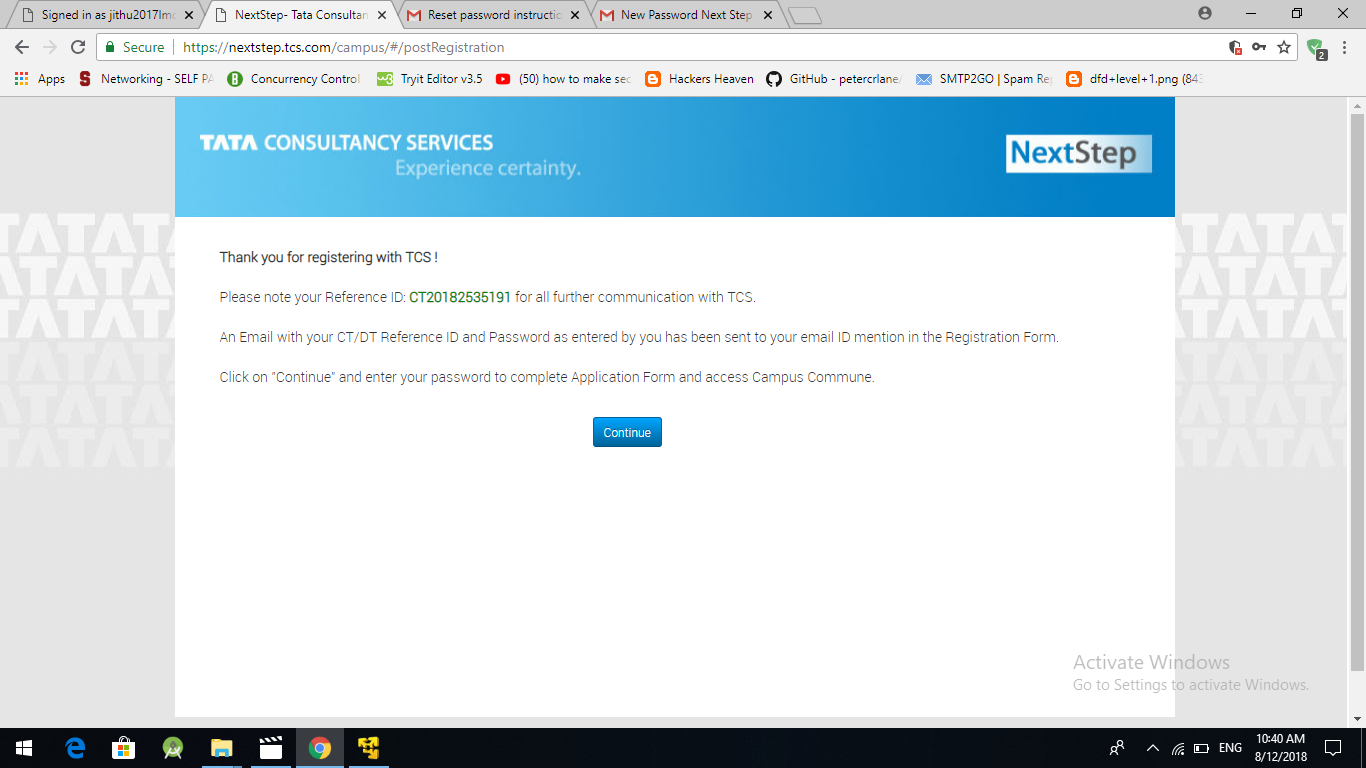 Signed in as jithu2017lmc
NextStep- Tata Consultan
Reset password instructio
New Password Next Step
Secure
https://nextstep.tcs.com/campus/#/postRegistration
2
Apps
Networking - SELF PA
Concurrency Control
Tryit Editor v3.5
(50) how to make sec
Hackers Heaven
GitHub - petercrlane/
SMTP2GO | Spam Rep
dfd+level+1.png (843
TATA CONSULTANCY SERVICES
Experience certainty.
NextStep
Thank you for registering with TCS !
Please note your Reference ID: CT20182535191 for all further communication with TCS.
An Email with your CT/DT Reference ID and Password as entered by you has been sent to your email ID mention in the Registration Form.
Click on "Continue" and enter your password to complete Application Form and access Campus Commune.
Continue
Activate Windows
Go to Settings to activate Windows.
ENG
10:40 AM
8/12/2018